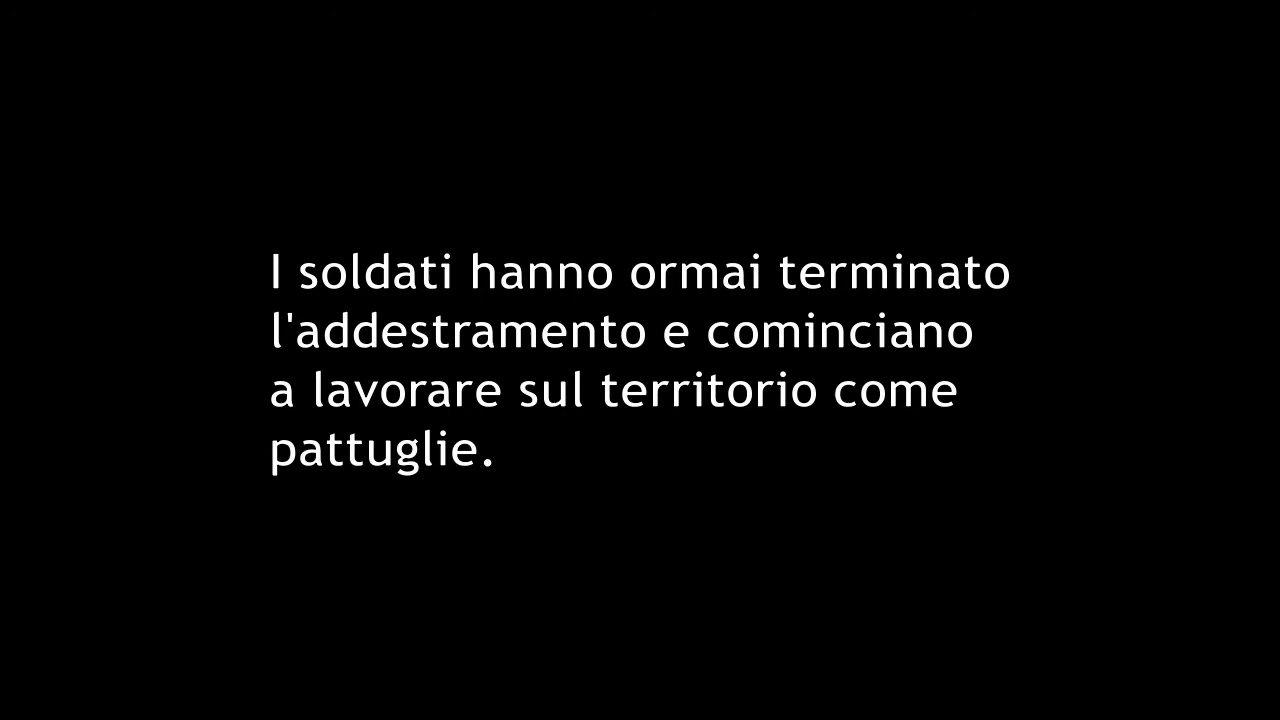 I soldati hanno ormai terminato
l'addestramento e cominciano
a lavorare sul territorio come
pattuglie.